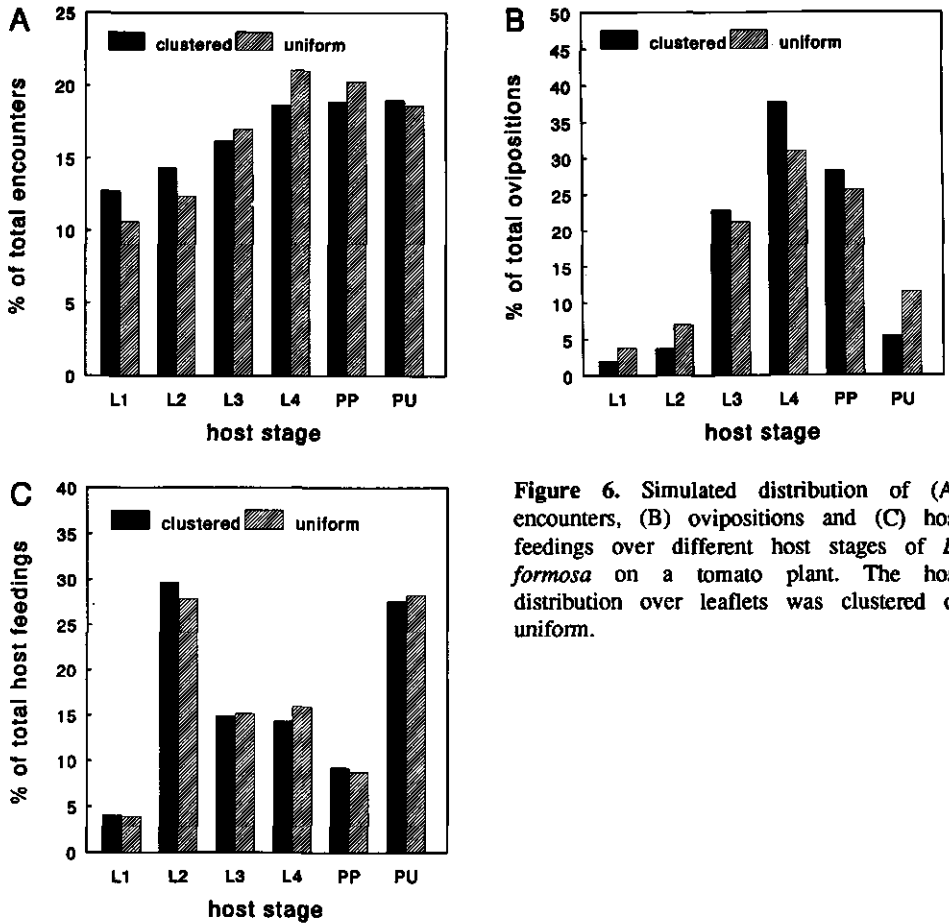 A
25
20
15
10
5
0
% of total encounters
clustered uniform
L1 L2 L3 L4 PP PU
host stage
B
50
45
40
35
30
25
20
15
10
5
0
% of total ovipositions
clustered uniform
L1 L2 L3 L4 PP PU
host stage
C
40
35
30
25
20
15
10
5
0
% of total host feedings
clustered uniform
L1 L2 L3 L4 PP PU
host stage
Figure 6. Simulated distribution of (A
encounters, (B) ovipositions and (C) hos
feedings over different host stages of E
formosa on a tomato plant. The hos
distribution over leaflets was clustered o
uniform.